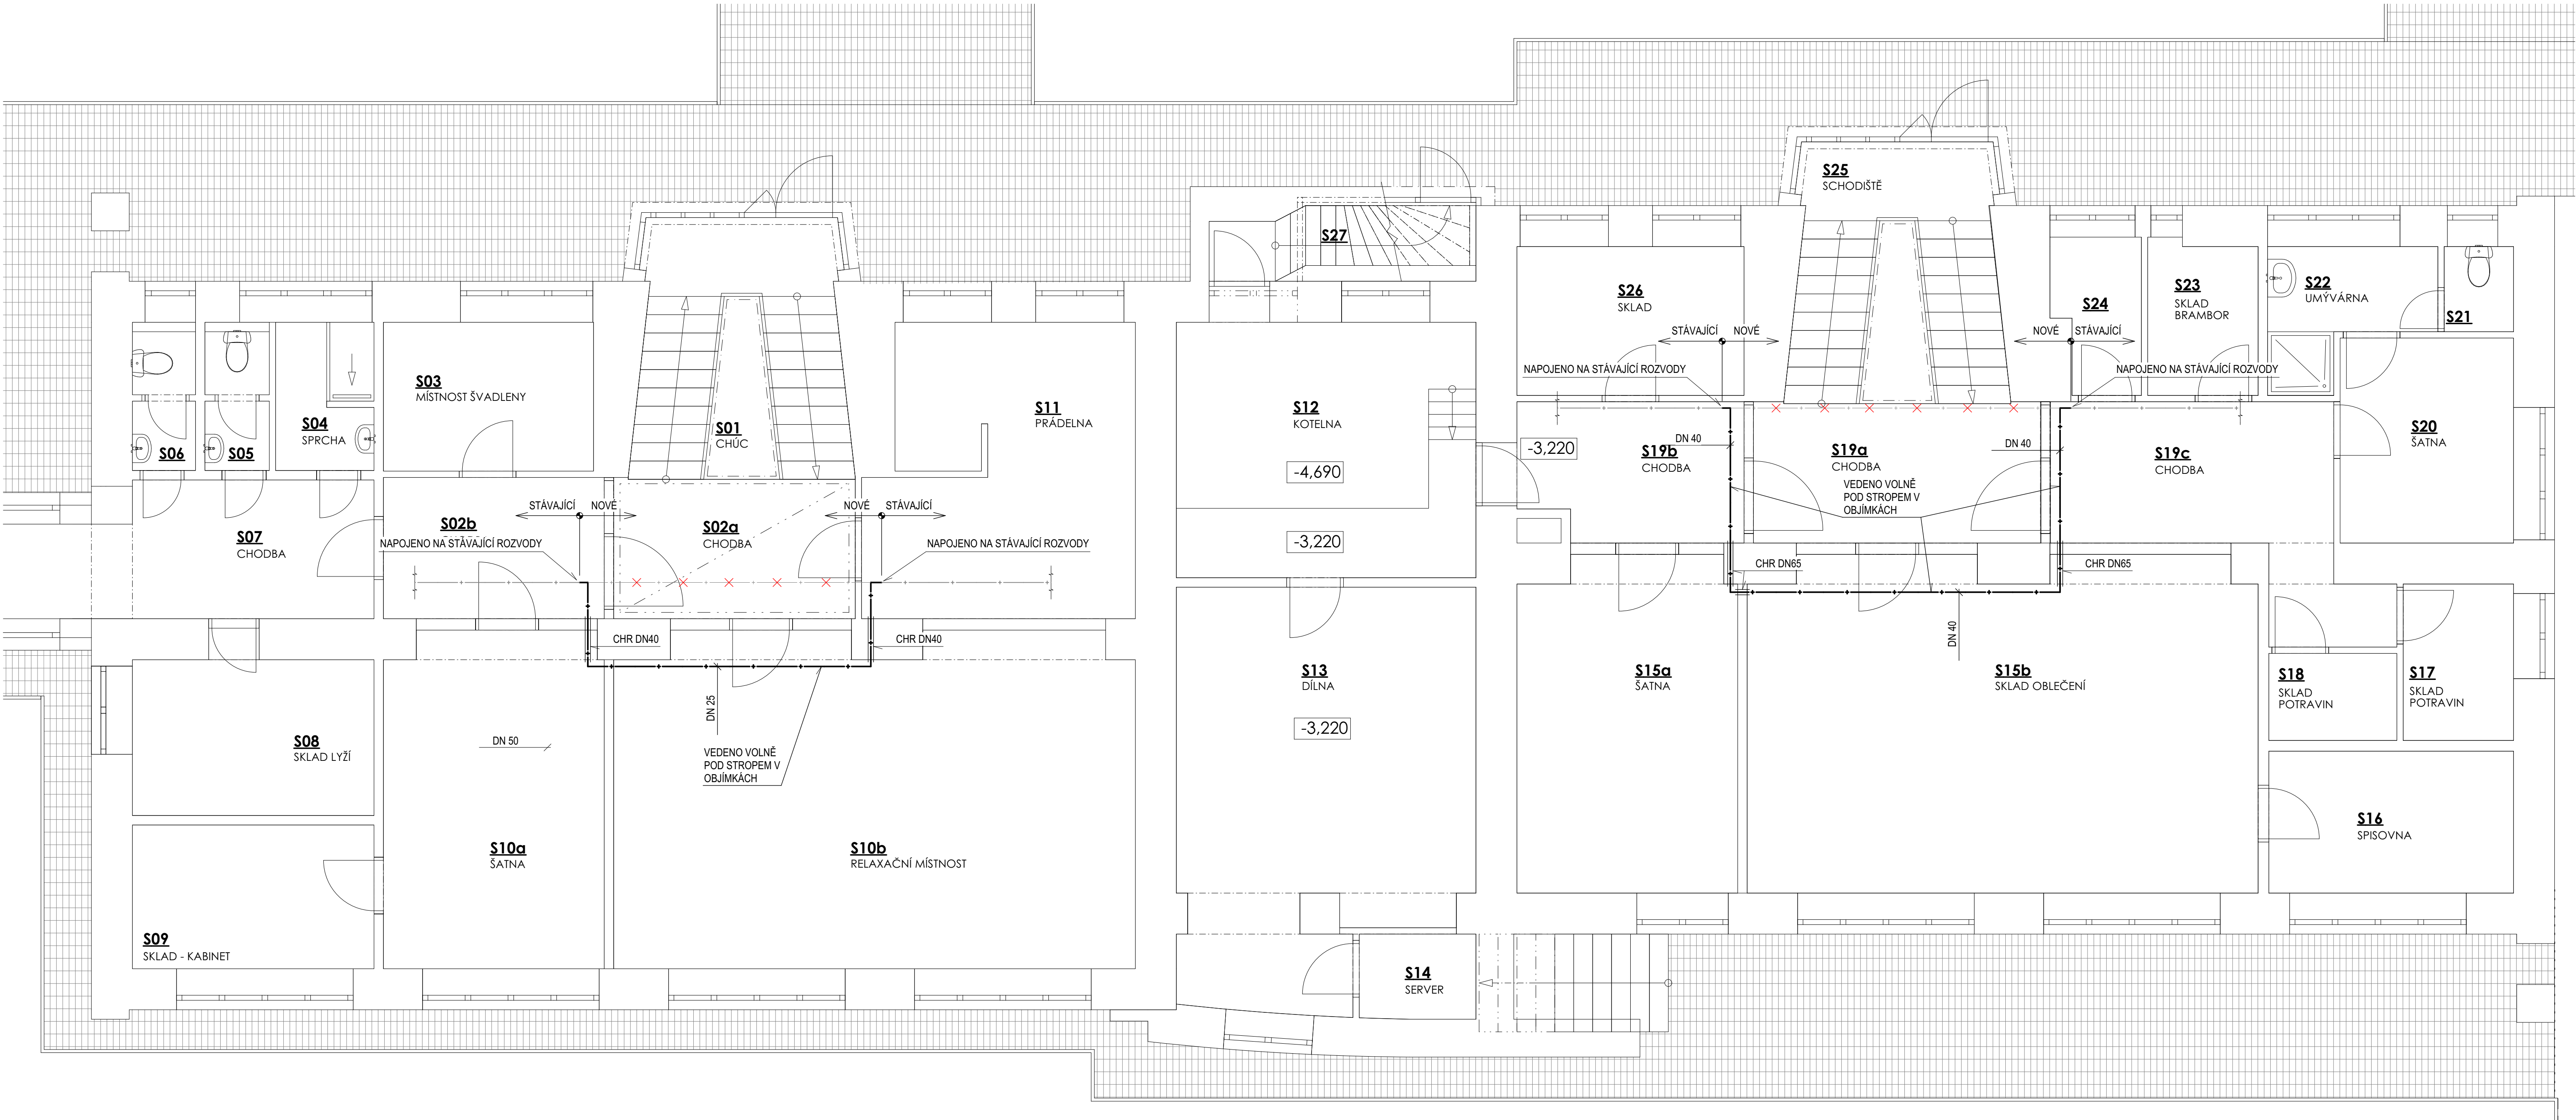 S25
SCHODIŠTĚ
S27
S26
SKLAD
S24
S23
SKLAD
BRAMBOR
S22
UMÝVÁRNA
S21
STÁVAJÍCÍ
NOVÉ
NOVÉ
STÁVAJÍCÍ
NAPOJENO NA STÁVAJÍCÍ ROZVODY
NAPOJENO NA STÁVAJÍCÍ ROZVODY
S03
MÍSTNOST ŠVADLENY
S04
SPRCHA
S06
S05
S01
CHÚC
S11
PRÁDELNA
S12
KOTELNA
-4,690
-3,220
-3,220
DN 40
S19b
CHODBA
S19a
CHODBA
VEDENO VOLNĚ
POD STROPEM V
OBJÍMKÁCH
DN 40
S19c
CHODBA
S20
ŠATNA
S07
CHODBA
S02b
STÁVAJÍCÍ
NOVÉ
S02a
CHODBA
NOVÉ
STÁVAJÍCÍ
NAPOJENO NA STÁVAJÍCÍ ROZVODY
NAPOJENO NA STÁVAJÍCÍ ROZVODY
CHR DN65
CHR DN65
CHR DN40
CHR DN40
DN 40
DN 25
VEDENO VOLNĚ
POD STROPEM V
OBJÍMKÁCH
S13
DÍLNA
-3,220
S15a
ŠATNA
S15b
SKLAD OBLEČENÍ
S18
SKLAD
POTRAVIN
S17
SKLAD
POTRAVIN
S08
SKLAD LYŽÍ
DN 50
S10a
ŠATNA
S10b
RELAXAČNÍ MÍSTNOST
S16
SPISOVNA
S09
SKLAD - KABINET
S14
SERVER